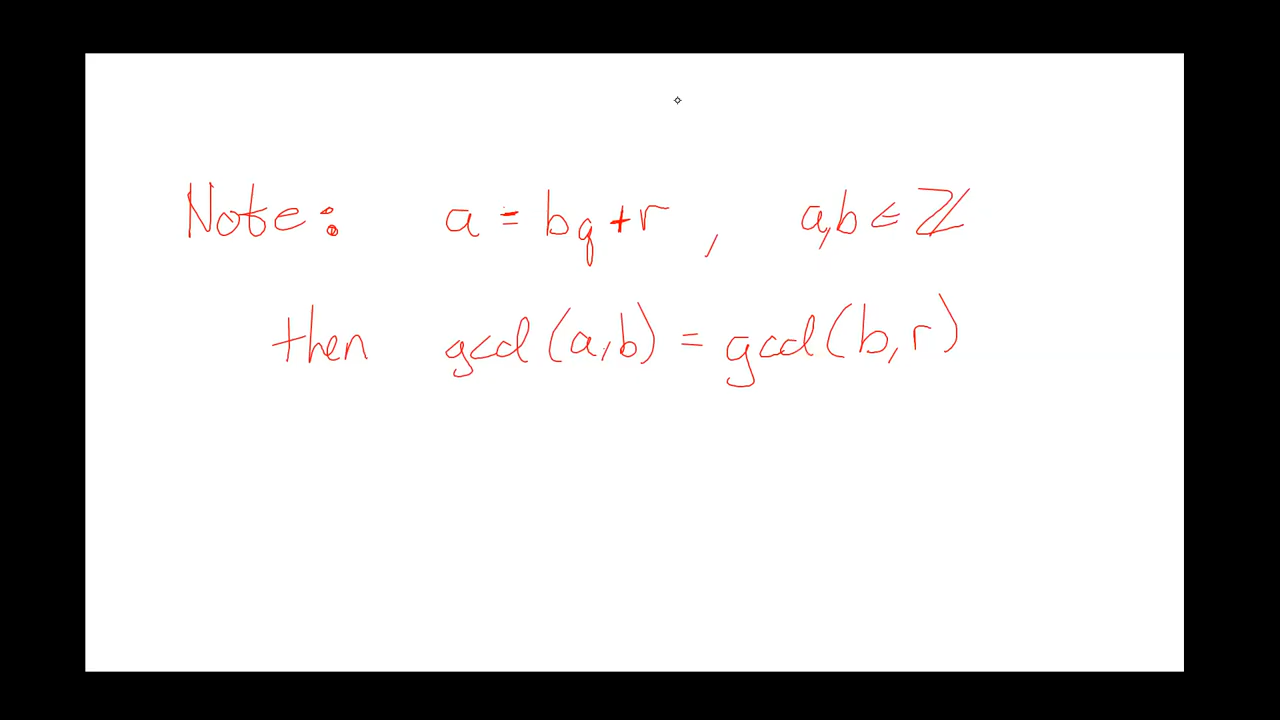 Note: a = bq + r , a,b ∈ ℤ
then gcd(a,b) = gcd(b,r)